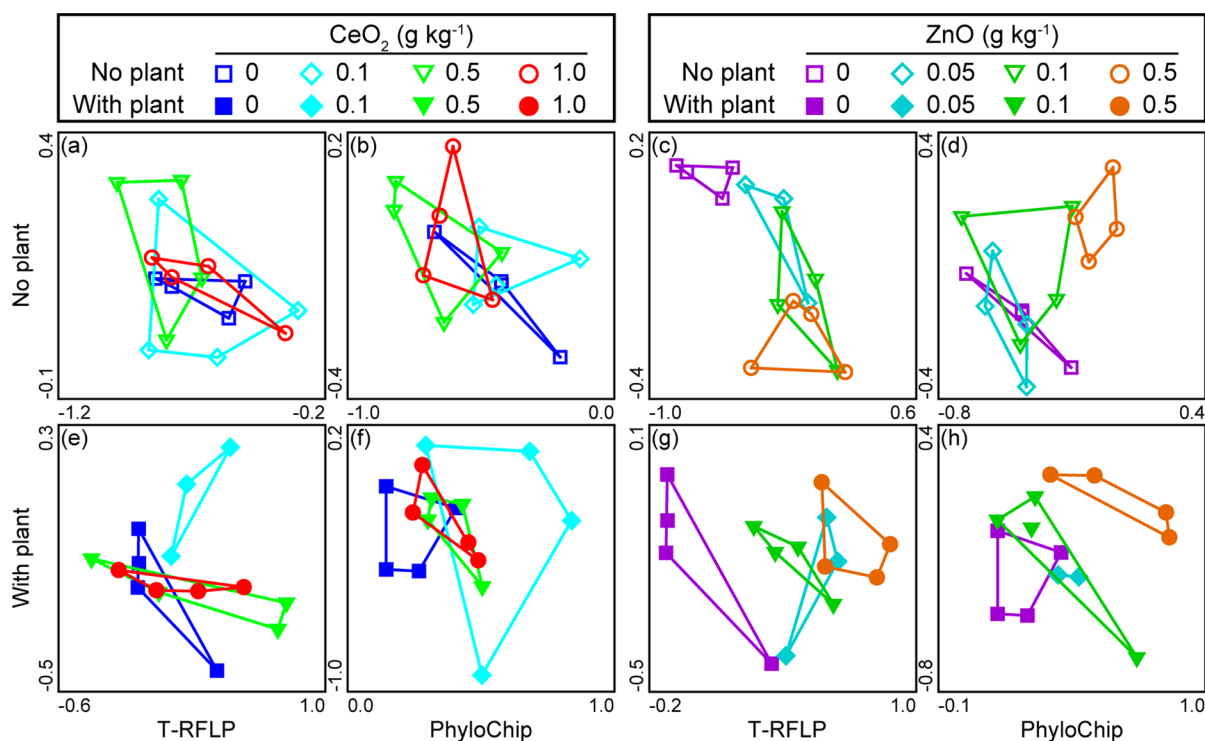 CeO2 (g kg-1)
No plant 0 0.1 0.5 1.0
With plant 0 0.1 0.5 1.0
ZnO (g kg-1)
No plant 0 0.05 0.1 0.5
With plant 0 0.05 0.1 0.5
No plant
0.4 (a)
-0.1
-1.2 -0.2
0.2 (b)
-0.4
-1.0 0.0
0.2 (c)
-0.4
-1.0 0.6
0.4 (d)
-0.4
-0.8 0.4
With plant
0.3 (e)
-0.5
-0.6 1.0
T-RFLP
0.2 (f)
-1.0
0.0 1.0
PhyloChip
0.1 (g)
-0.5
-0.2 1.0
T-RFLP
0.4 (h)
-0.8
-0.1 1.0
PhyloChip